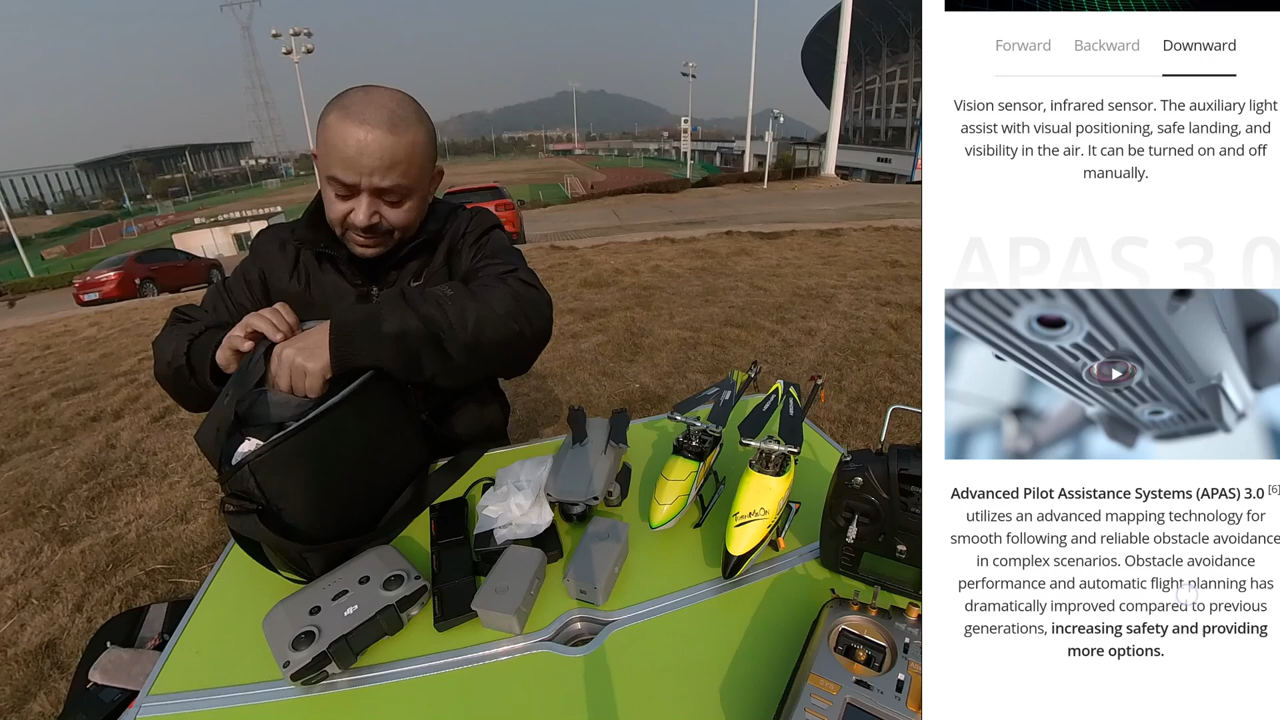 Forward Backward Downward
Vision sensor, infrared sensor. The auxiliary light
assist with visual positioning, safe landing, and
visibility in the air. It can be turned on and off
manually.
APAS 3.0
Advanced Pilot Assistance Systems (APAS) 3.0 [6]
utilizes an advanced mapping technology for
smooth following and reliable obstacle avoidance
in complex scenarios. Obstacle avoidance
performance and automatic flight planning has
dramatically improved compared to previous
generations, increasing safety and providing
more options.
dji
SYS